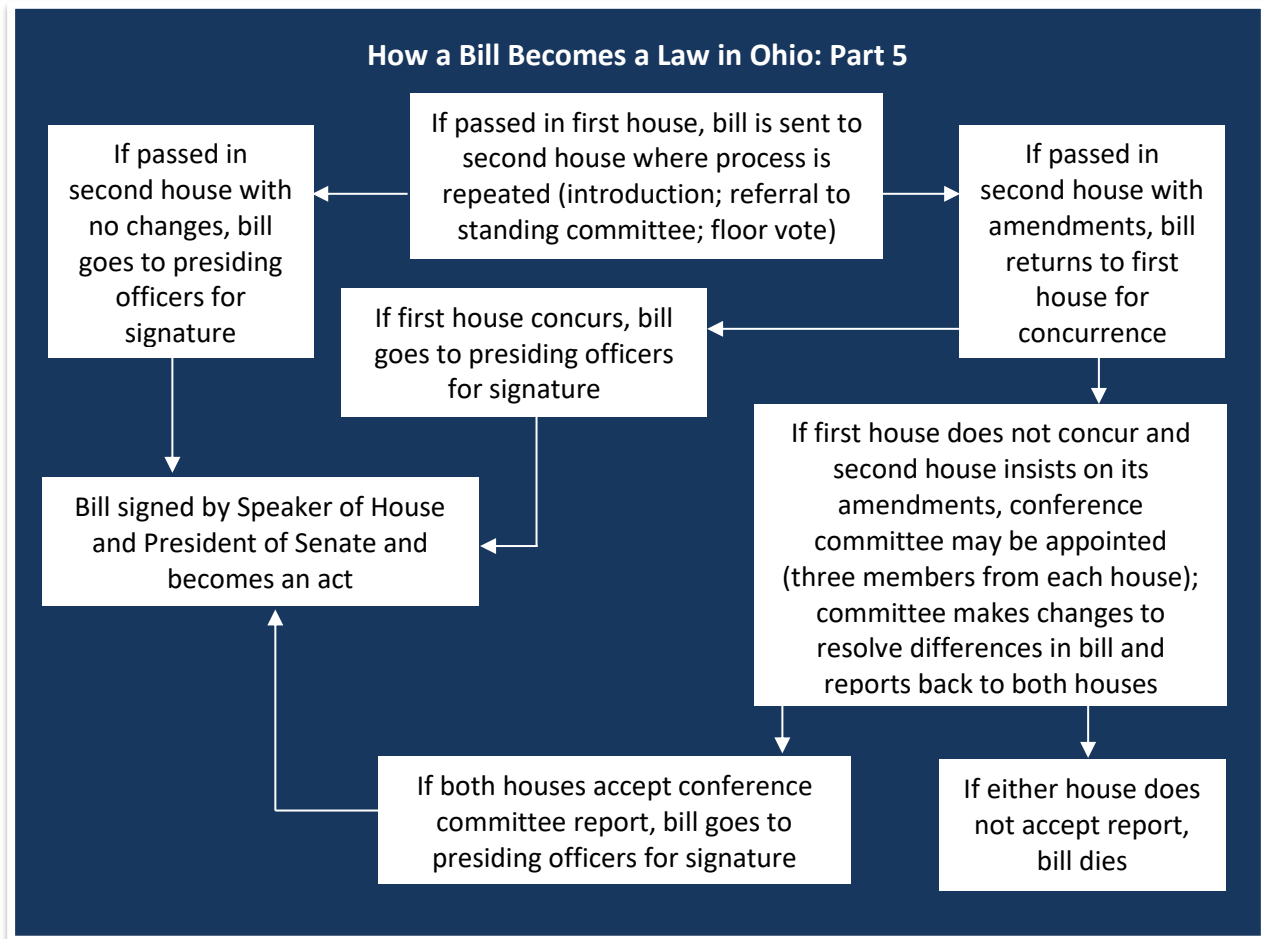 How a Bill Becomes a Law in Ohio: Part 5
If passed in first house, bill is sent to
second house where process is
repeated (introduction; referral to
standing committee; floor vote)
If passed in
second house with
no changes, bill
goes to presiding
officers for
signature
If passed in
second house with
amendments, bill
returns to first
house for
concurrence
If first house concurs, bill
goes to presiding officers
for signature
If first house does not concur and
second house insists on its
amendments, conference
committee may be appointed
(three members from each house);
committee makes changes to
resolve differences in bill and
reports back to both houses
Bill signed by Speaker of House
and President of Senate and
becomes an act
If both houses accept conference
committee report, bill goes to
presiding officers for signature
If either house does
not accept report,
bill dies